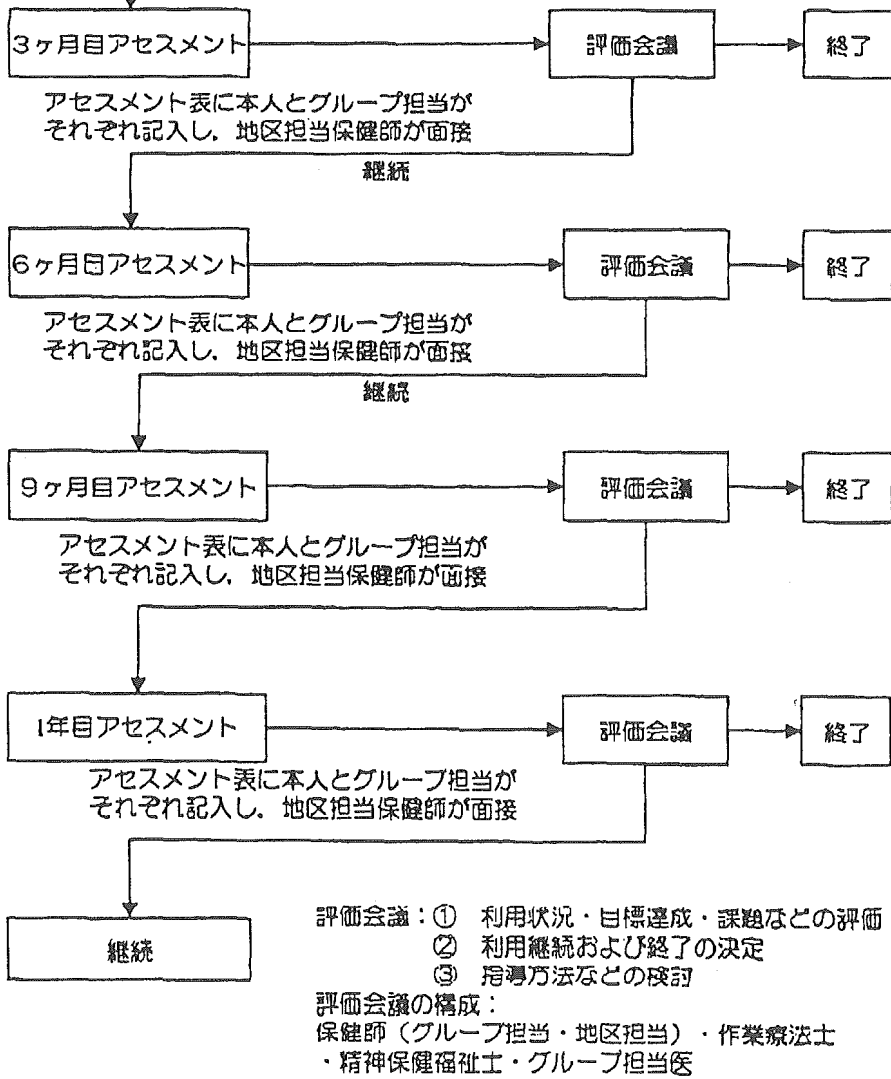 3ヶ月目アセスメント
評価会議
終了
アセスメント表に本人とグループ担当が
それぞれ記入し，地区担当保健師が面接
継続
6ヶ月目アセスメント
評価会議
終了
アセスメント表に本人とグループ担当が
それぞれ記入し，地区担当保健師が面接
継続
9ヶ月目アセスメント
評価会議
終了
アセスメント表に本人とグループ担当が
それぞれ記入し，地区担当保健師が面接
1年目アセスメント
評価会議
終了
アセスメント表に本人とグループ担当が
それぞれ記入し．地区担当保健師が面接
継続
評価会議：① 利用状況・目標達成・課題などの評価
② 利用継続および終了の決定
③ 指導方法などの検討
評価会議の構成：
保健師（グループ担当・地区担当）・作業療法士
・精神保健福祉士・グループ担当医